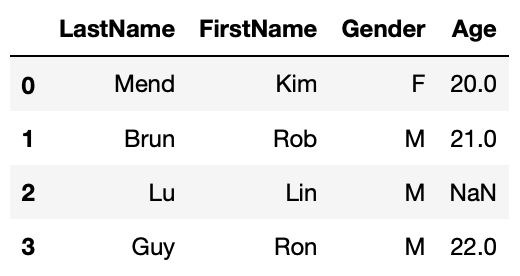 LastName FirstName Gender Age
0 Mend Kim F 20.0
1 Brun Rob M 21.0
2 Lu Lin M NaN
3 Guy Ron M 22.0